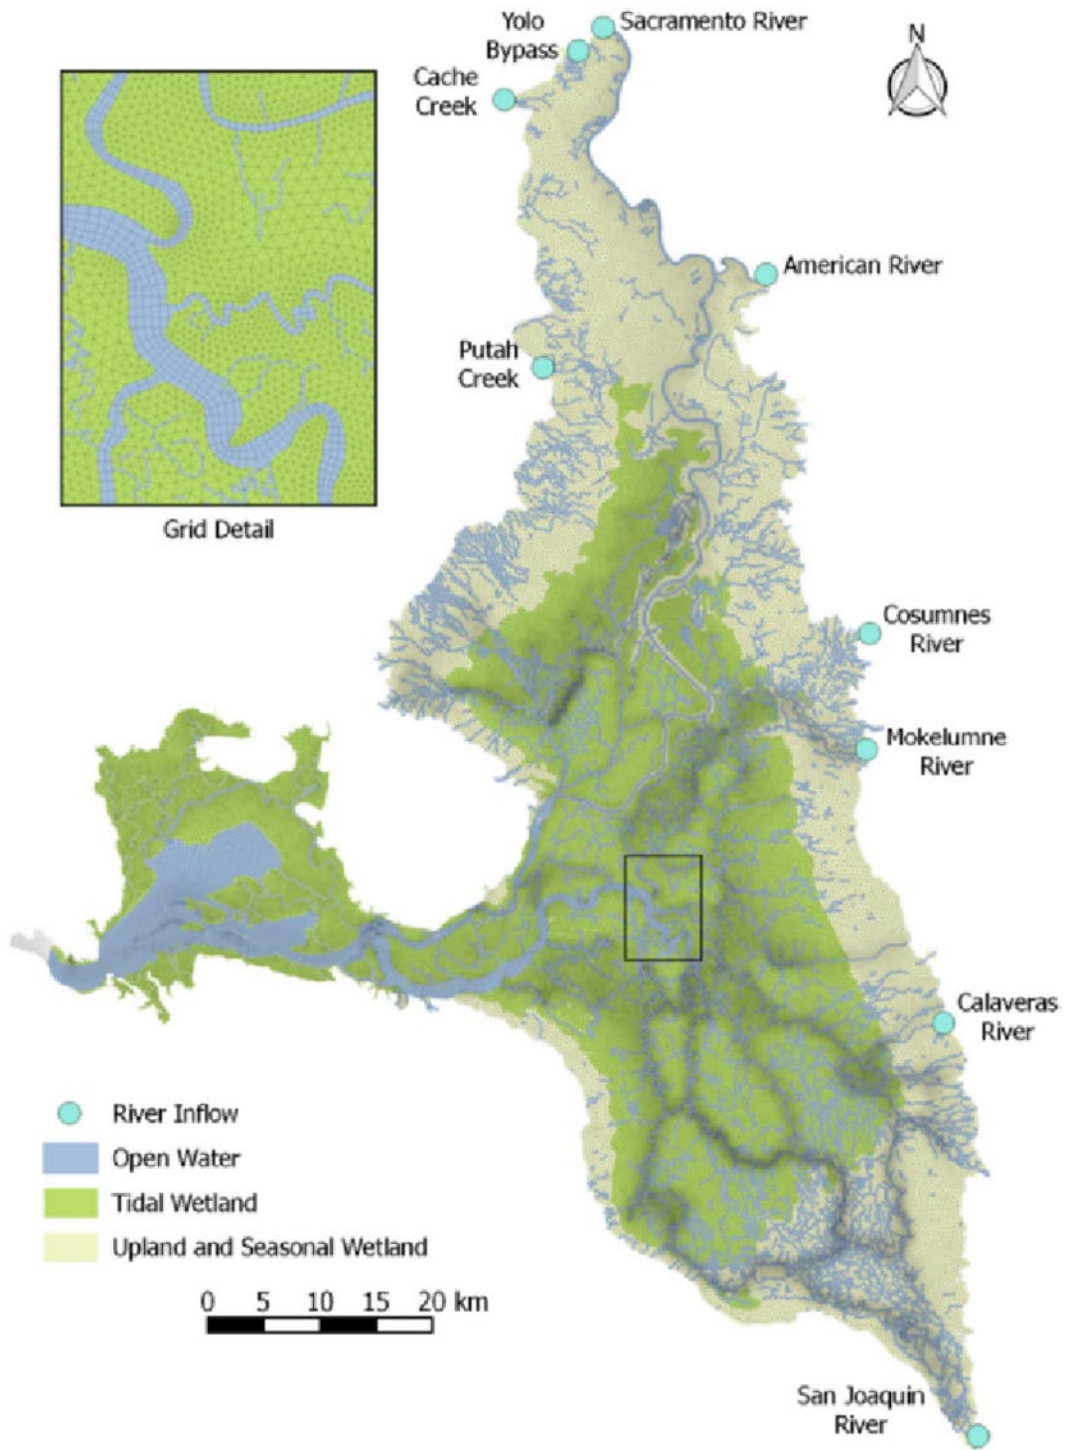 Yolo
Bypass
Sacramento River
N
Cache
Creek
American River
Putah
Creek
Grid Detail
Cosumnes
River
Mokelumne
River
Calaveras
River
River Inflow
Open Water
Tidal Wetland
Upland and Seasonal Wetland
0 5 10 15 20 km
San Joaquin
River